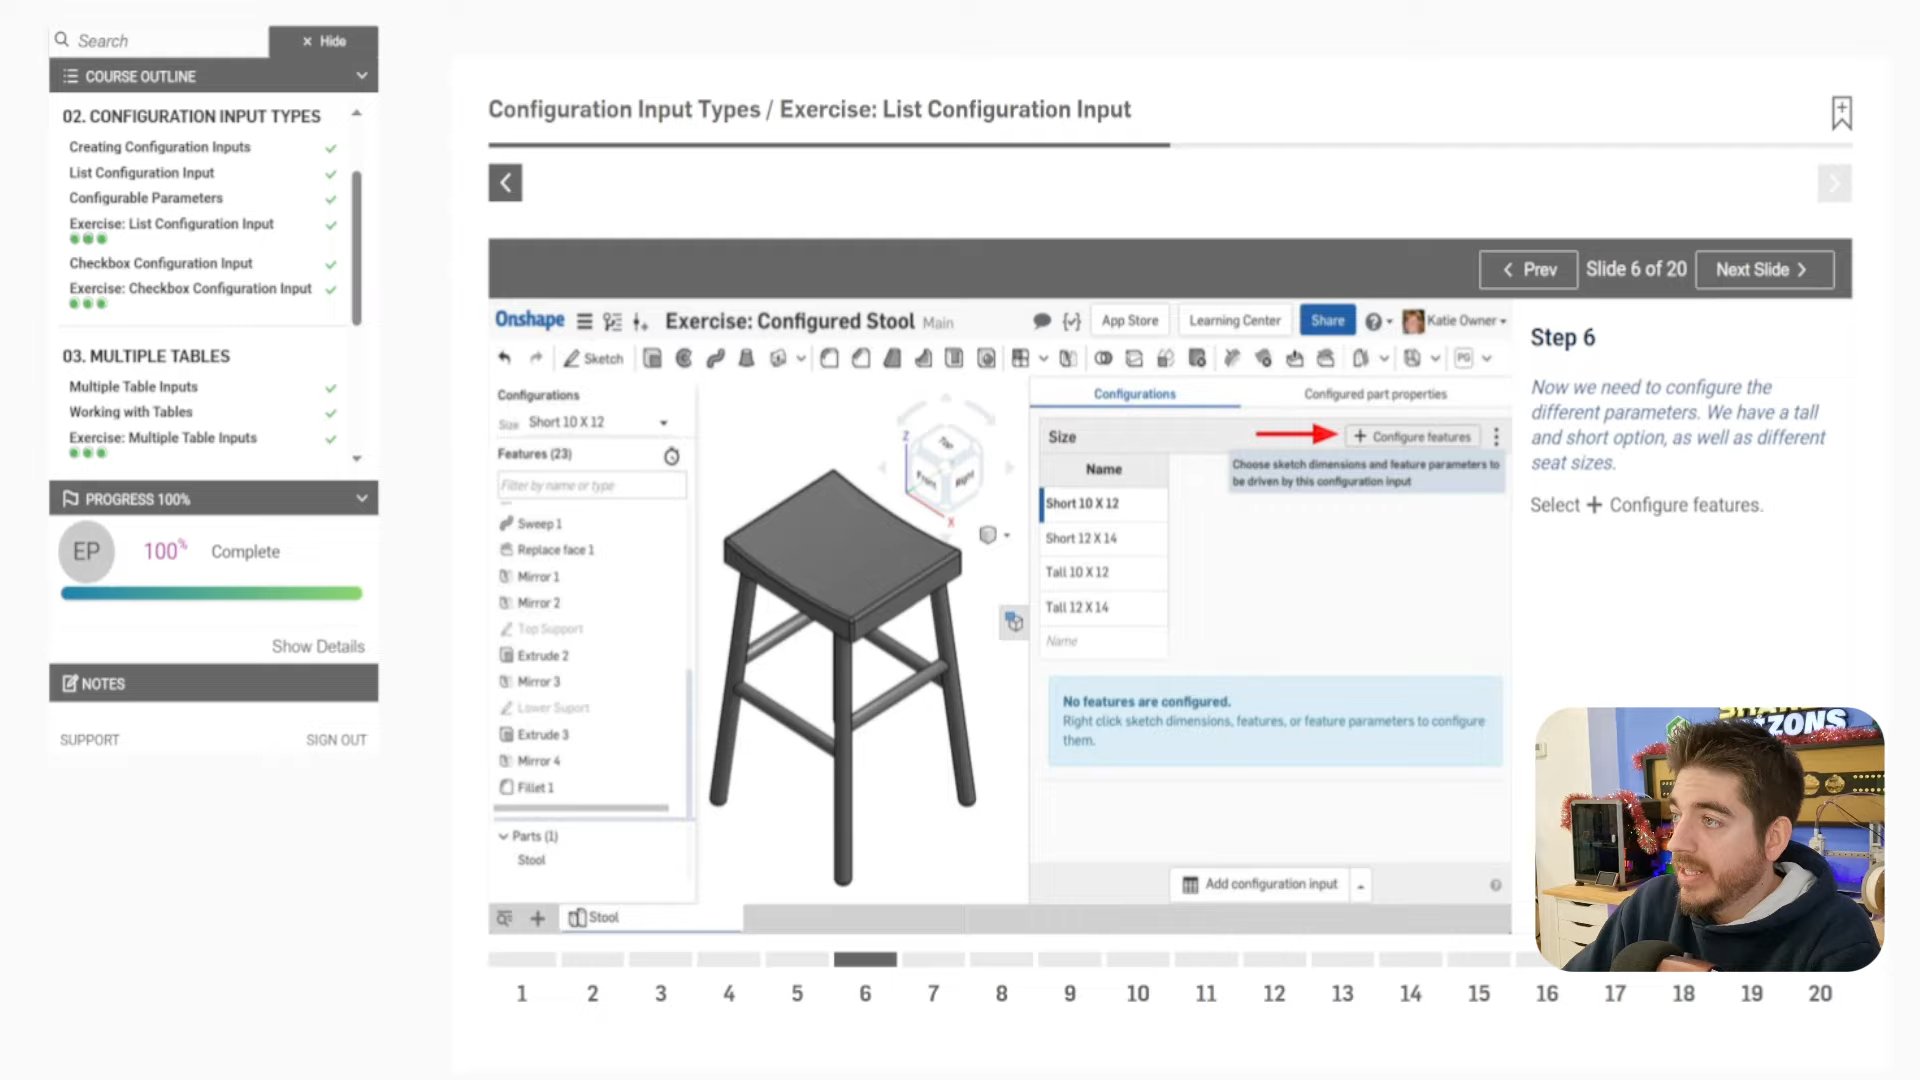 Search
× Hide
COURSE OUTLINE
02. CONFIGURATION INPUT TYPES
Creating Configuration Inputs
List Configuration Input
Configurable Parameters
Exercise: List Configuration Input
Checkbox Configuration Input
Exercise: Checkbox Configuration Input
03. MULTIPLE TABLES
Multiple Table Inputs
Working with Tables
Exercise: Multiple Table Inputs
PROGRESS 100%
EP
100%
Complete
Show Details
NOTES
SUPPORT
SIGN OUT
Configuration Input Types / Exercise: List Configuration Input
Prev
Slide 6 of 20
Next Slide
Onshape
Exercise: Configured Stool Main
App Store
Learning Center
Share
Katie Owner
Sketch
PG
Configurations
Size Short 10 X 12
Features (23)
Filter by name or type
Sweep 1
Replace face 1
Mirror 1
Mirror 2
Top Support
Extrude 2
Mirror 3
Lower Suport
Extrude 3
Mirror 4
Fillet 1
Parts (1)
Stool
Z
Top
Front
Right
X
Configurations
Configured part properties
Size
+ Configure features
Choose sketch dimensions and feature parameters to
be driven by this configuration input
Name
Short 10 X 12
Short 12 X 14
Tall 10 X 12
Tall 12 X 14
Name
No features are configured.
Right click sketch dimensions, features, or feature parameters to configure
them.
Add configuration input
Stool
Step 6
Now we need to configure the
different parameters. We have a tall
and short option, as well as different
seat sizes.
Select + Configure features.
1 2 3 4 5 6 7 8 9 10 11 12 13 14 15 16 17 18 19 20